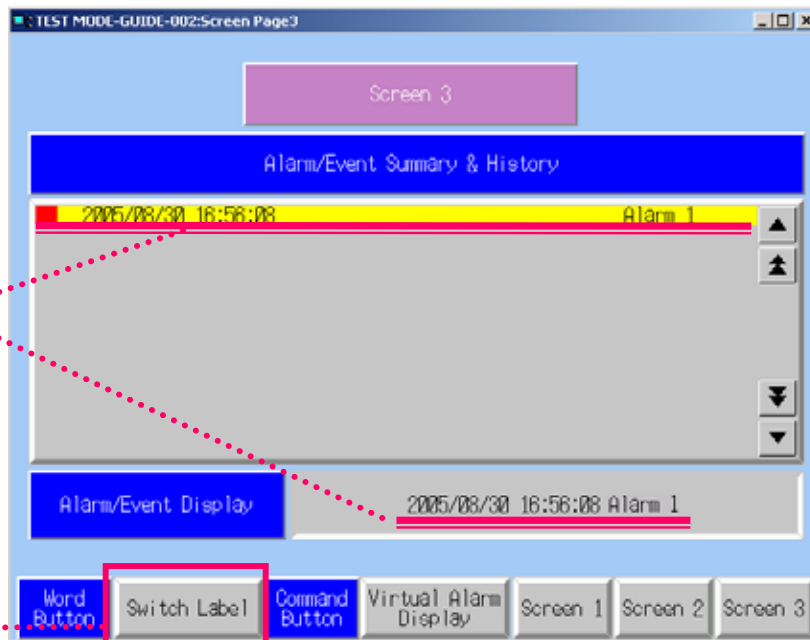 TEST MODE-GUIDE-002:Screen Page3
Screen 3
Alarm/Event Summary & History
2005/08/30 16:56:08 Alarm 1
Alarm/Event Display
2005/08/30 16:56:08 Alarm 1
Word
Button
Switch Label
Command
Button
Virtual Alarm
Display
Screen 1
Screen 2
Screen 3